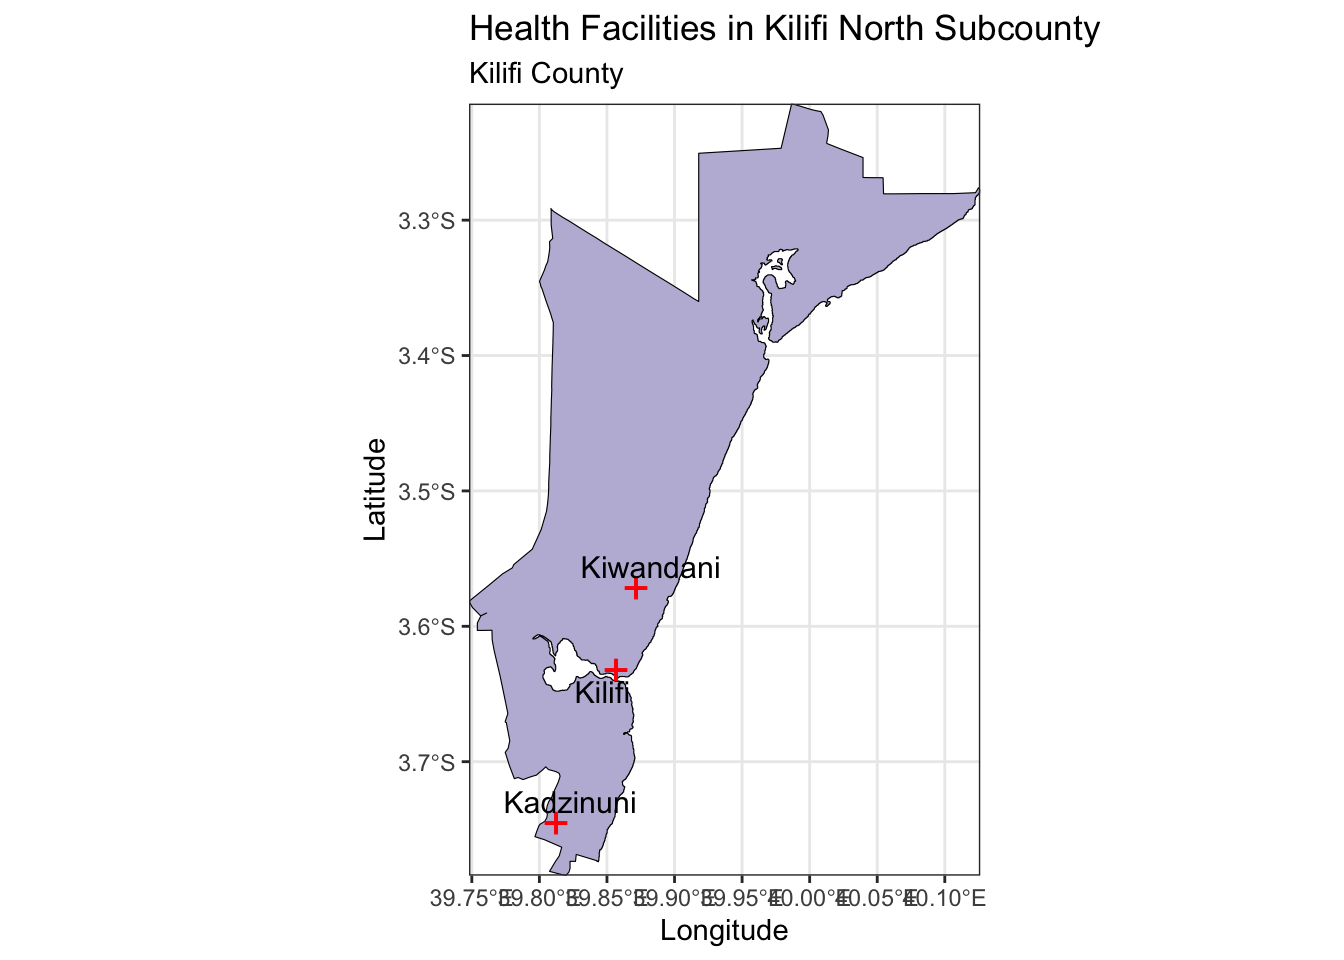 Health Facilities in Kilifi North Subcounty
Kilifi County
3.3°S
3.4°S
3.5°S
3.6°S
3.7°S
Latitude
Kiwandani
Kilifi
Kadzinuni
39.75°E 39.80°E 39.85°E 39.90°E 39.95°E 40.00°E 40.05°E 40.10°E
Longitude